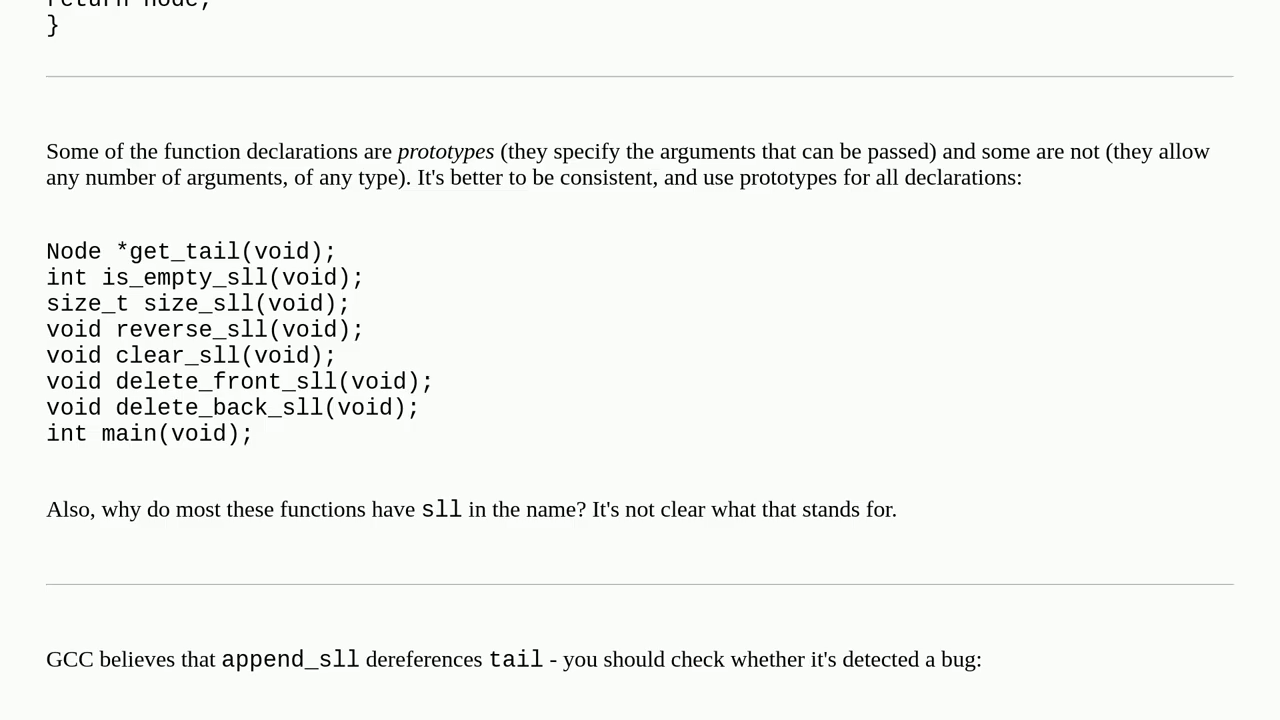 return node;
}
Some of the function declarations are prototypes (they specify the arguments that can be passed) and some are not (they allow
any number of arguments, of any type). It's better to be consistent, and use prototypes for all declarations:
Node *get_tail(void);
int is_empty_sll(void);
size_t size_sll(void);
void reverse_sll(void);
void clear_sll(void);
void delete_front_sll(void);
void delete_back_sll(void);
int main(void);
Also, why do most these functions have sll in the name? It's not clear what that stands for.
GCC believes that append_sll dereferences tail - you should check whether it's detected a bug: